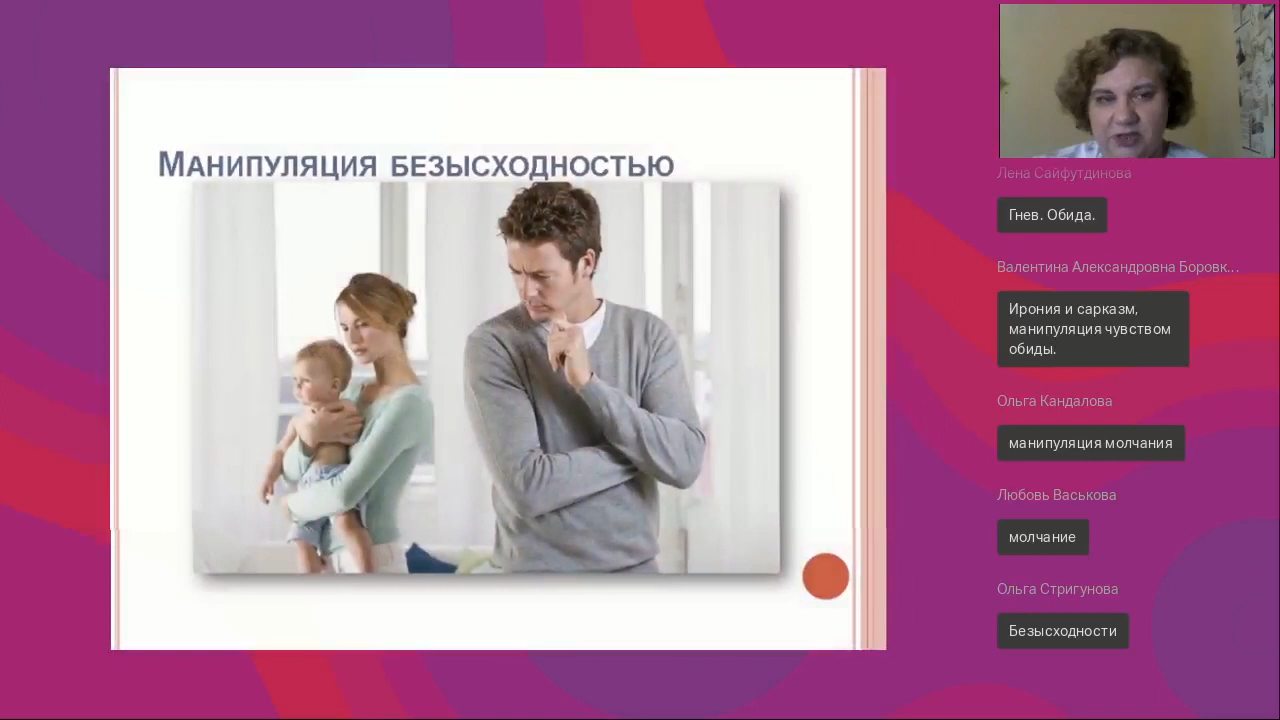 Манипуляция безысходностью
Лена Сайфутдинова
Гнев. Обида.
Валентина Александровна Боровк...
Ирония и сарказм,
манипуляция чувством
обиды.
Ольга Кандалова
манипуляция молчания
Любовь Васькова
молчание
Ольга Стригунова
Безысходности